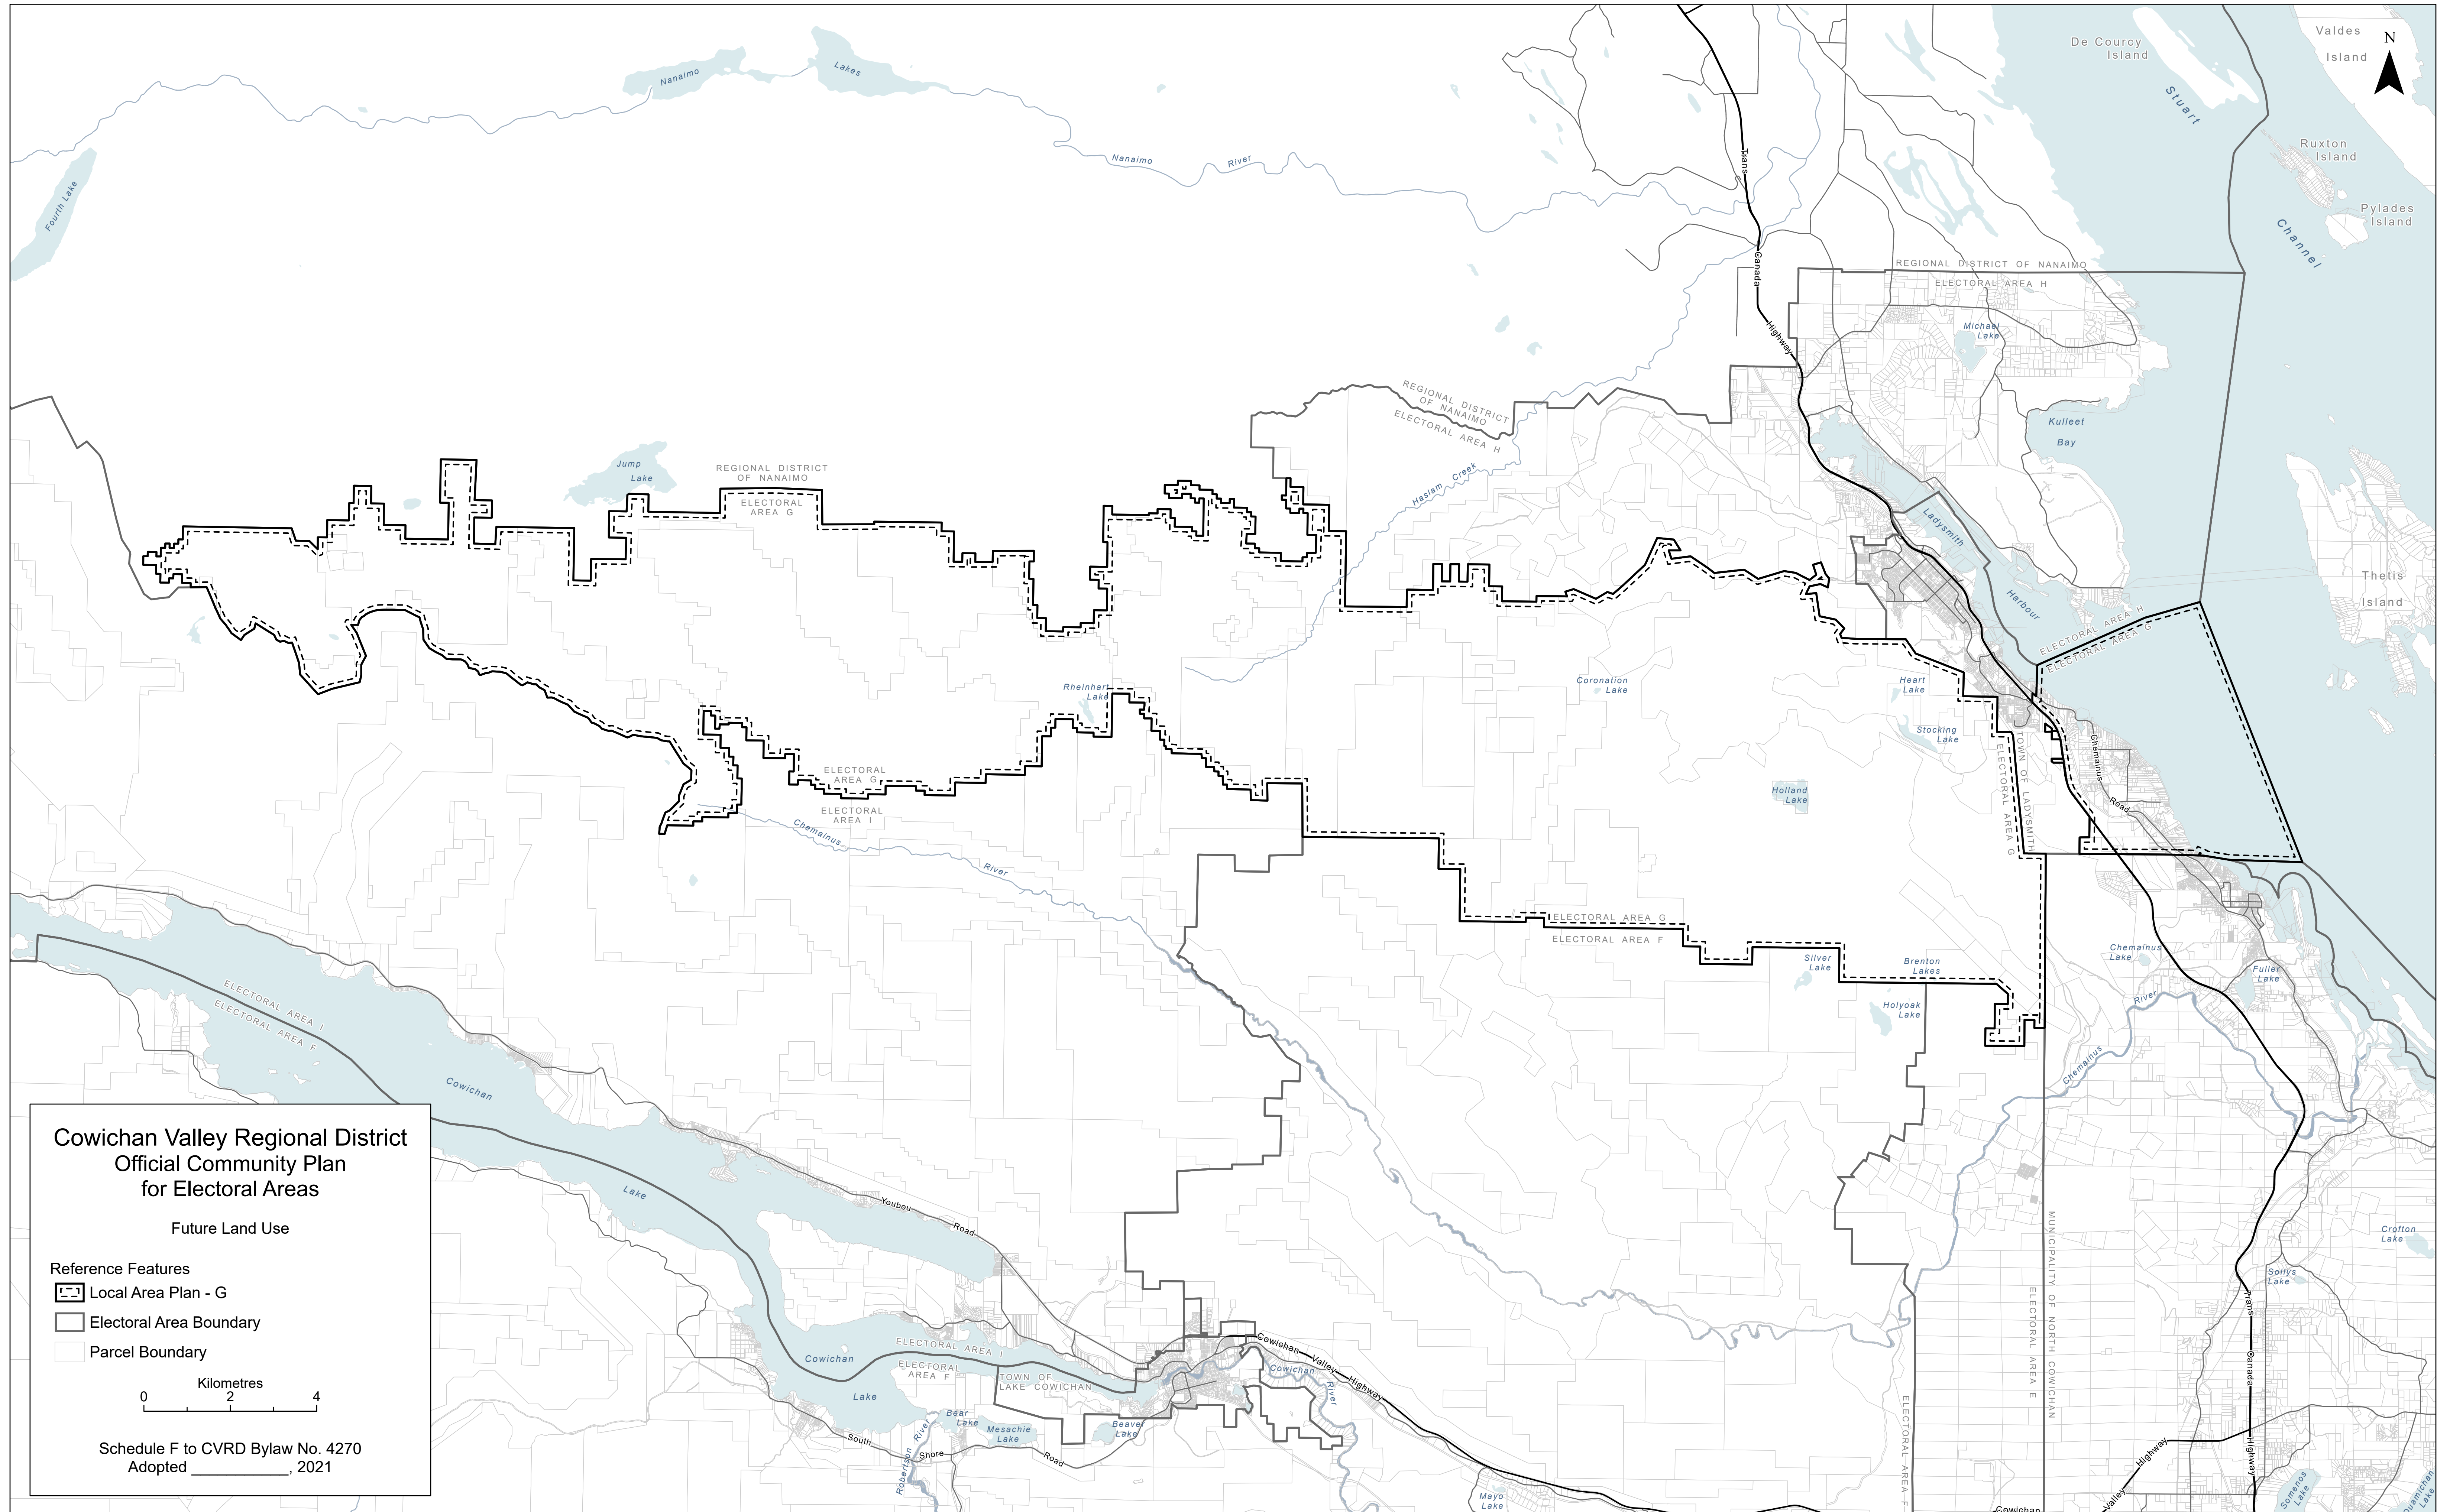 Valdes
Island
N
De Courcy
Island
Stuart
Channel
Ruxton
Island
Pylades
Island
Nanaimo
Lakes
Fourth Lake
Nanaimo
River
Trans
Canada
Highway
REGIONAL DISTRICT OF NANAIMO
ELECTORAL AREA H
Michael
Lake
Kulleet
Bay
REGIONAL DISTRICT
OF NANAIMO
ELECTORAL AREA H
Haslam Creek
Jump
Lake
REGIONAL DISTRICT
OF NANAIMO
ELECTORAL
AREA G
Ladysmith
Harbour
Thetis
Island
ELECTORAL AREA H
ELECTORAL AREA G
Rheinhart
Lake
Coronation
Lake
Heart
Lake
Stocking
Lake
Holland
Lake
ELECTORAL AREA G
TOWN OF LADYSMITH
Chemainus
Road
ELECTORAL
AREA G
ELECTORAL
AREA I
Chemainus
River
ELECTORAL AREA G
ELECTORAL AREA F
Silver
Lake
Brenton
Lakes
Holyoak
Lake
Chemainus
Lake
Fuller
Lake
Chemainus
River
ELECTORAL AREA I
ELECTORAL AREA F
Cowichan
Lake
Youbou
Road
MUNICIPALITY OF NORTH COWICHAN
ELECTORAL AREA E
ELECTORAL AREA F
Crofton
Lake
Sollys
Lake
Trans
Canada
Highway
ELECTORAL AREA I
ELECTORAL
AREA F
Cowichan
Lake
TOWN OF
LAKE COWICHAN
Cowichan
Valley
Highway
Cowichan
River
Bear
Lake
Mesachie
Lake
Beaver
Lake
Robertson River
South
Shore
Road
Mayo
Lake
Cowichan
Valley
Highway
Somenos
Lake
Quamichan
Lake
Cowichan Valley Regional District
Official Community Plan
for Electoral Areas
Future Land Use
Reference Features
Local Area Plan - G
Electoral Area Boundary
Parcel Boundary
Kilometres
0 2 4
Schedule F to CVRD Bylaw No. 4270
Adopted ____________, 2021